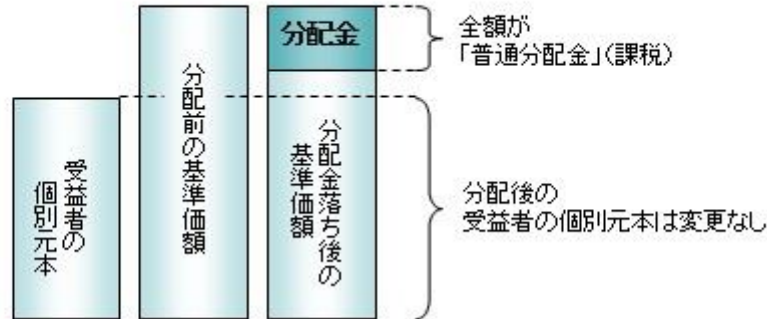 受益者の
個別元本
分配前の基準価額
分配金
分配金落ち後の
基準価額
全額が
「普通分配金」(課税)
分配後の
受益者の個別元本は変更なし